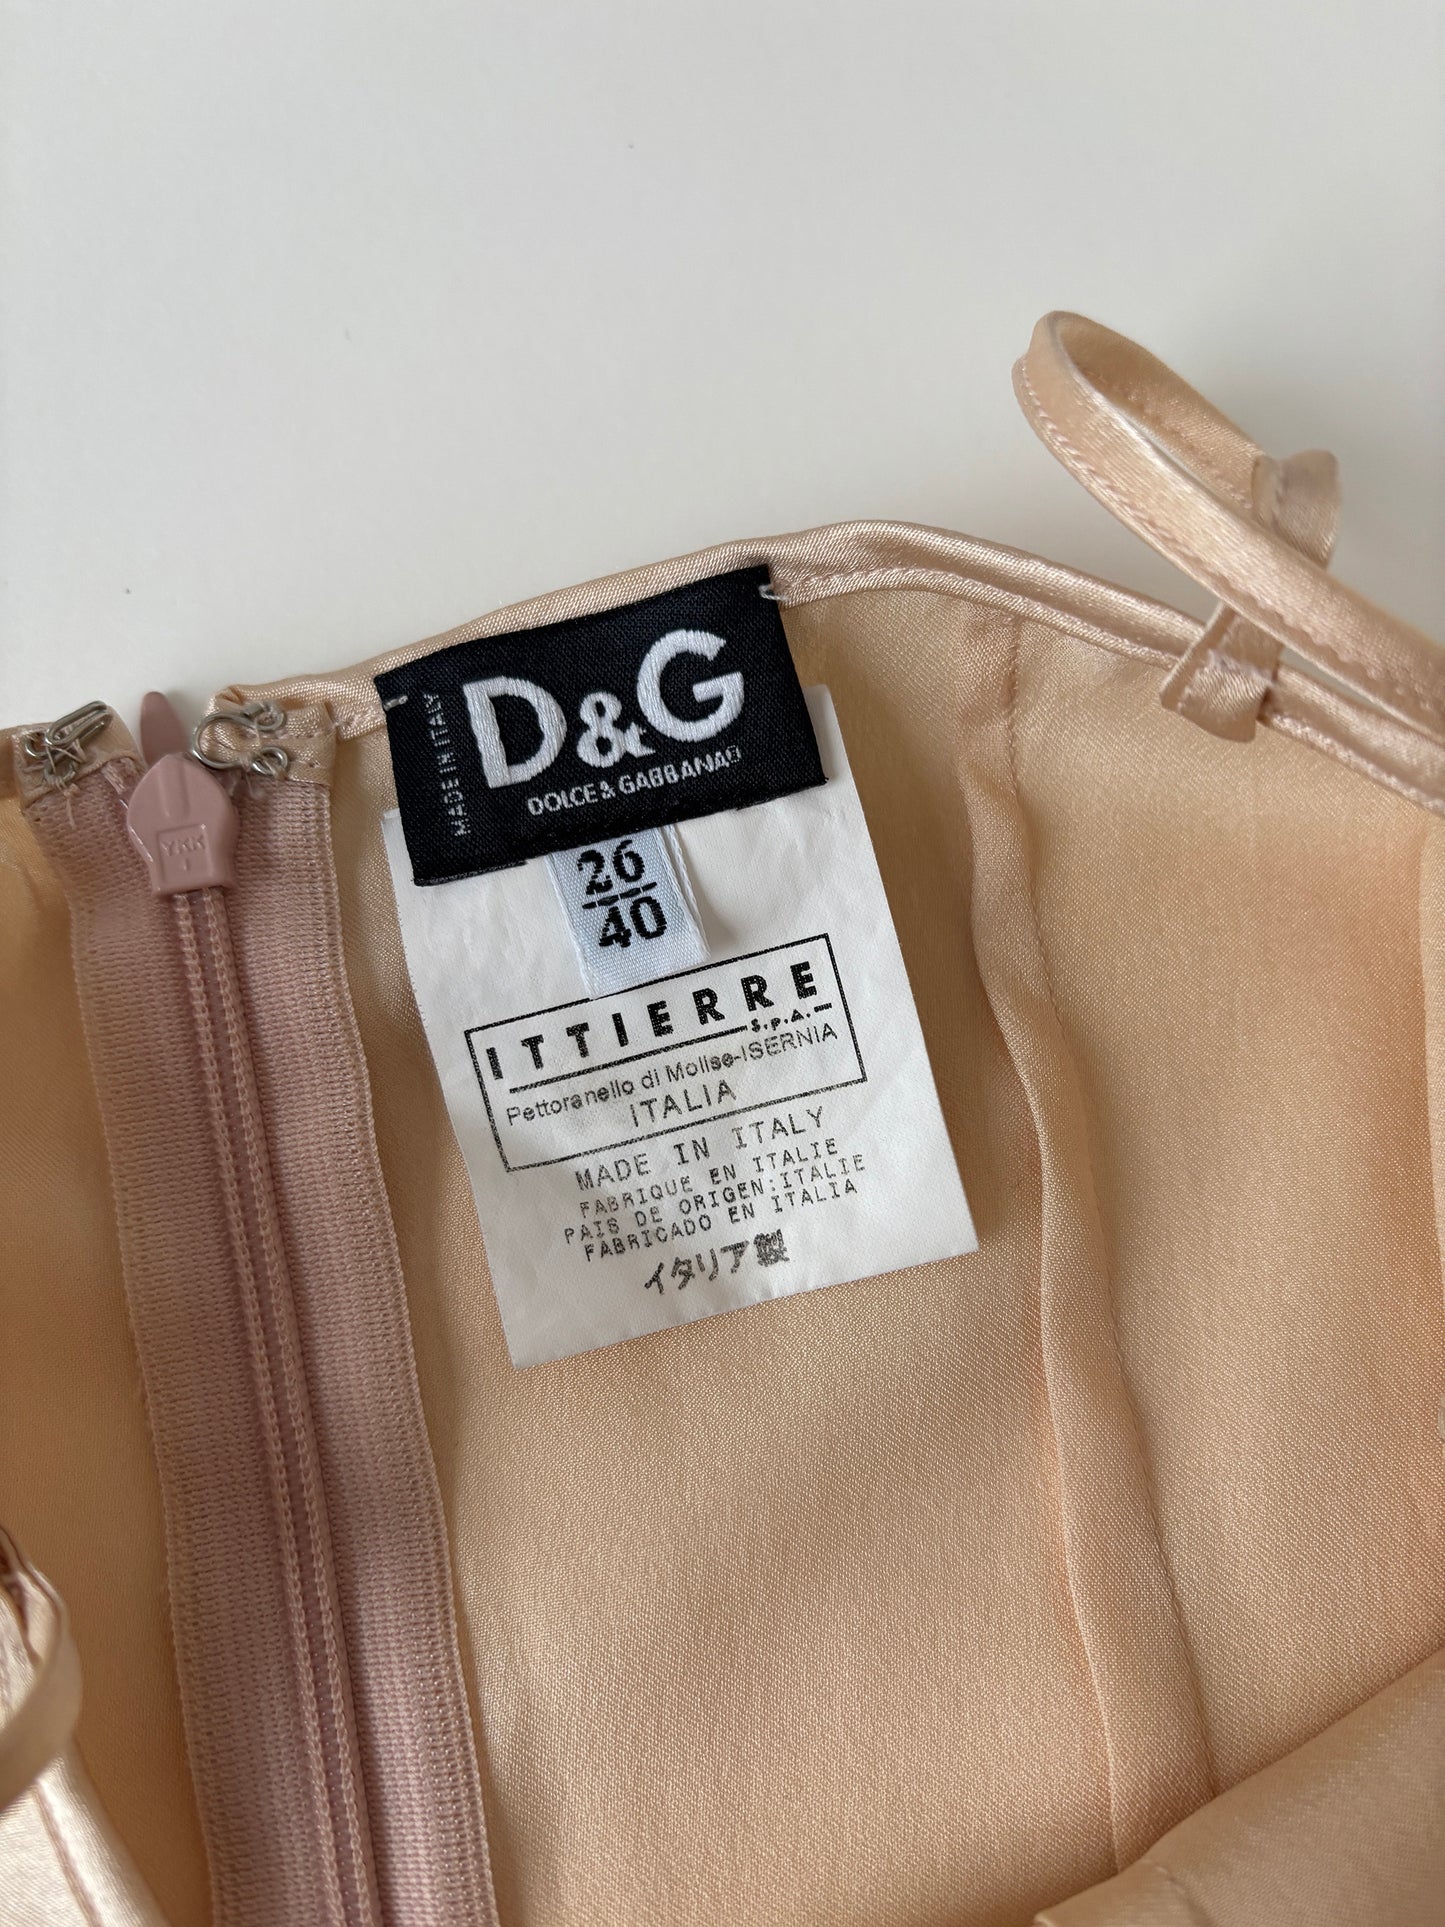 MADE IN ITALY
D&G
DOLCE & GABBANA
26
40
YKK
ITTIERRE
S.p.A.
Pettoranello di Molise-ISERNIA
ITALIA
MADE IN ITALY
FABRIQUE EN ITALIE
PAIS DE ORIGEN:ITALIE
FABRICADO EN ITALIA
イタリア製